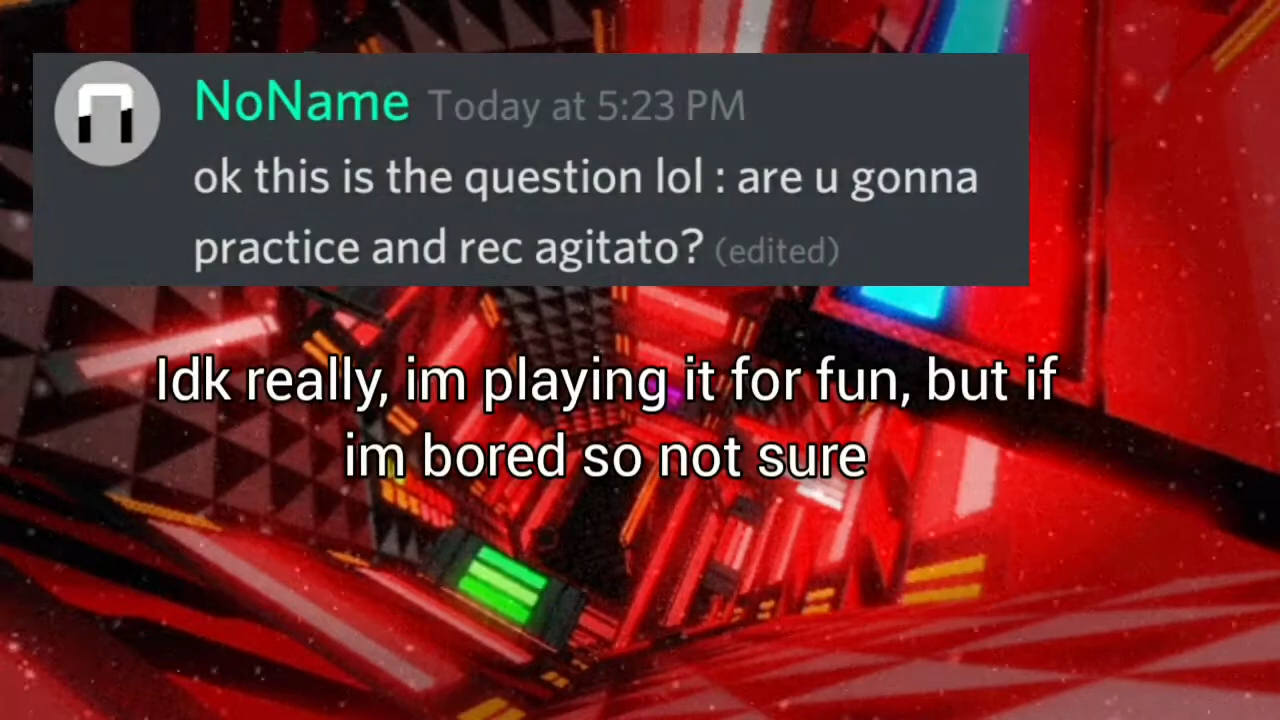 NoName Today at 5:23 PM
ok this is the question lol : are u gonna
practice and rec agitato? (edited)
Idk really, im playing it for fun, but if
im bored so not sure